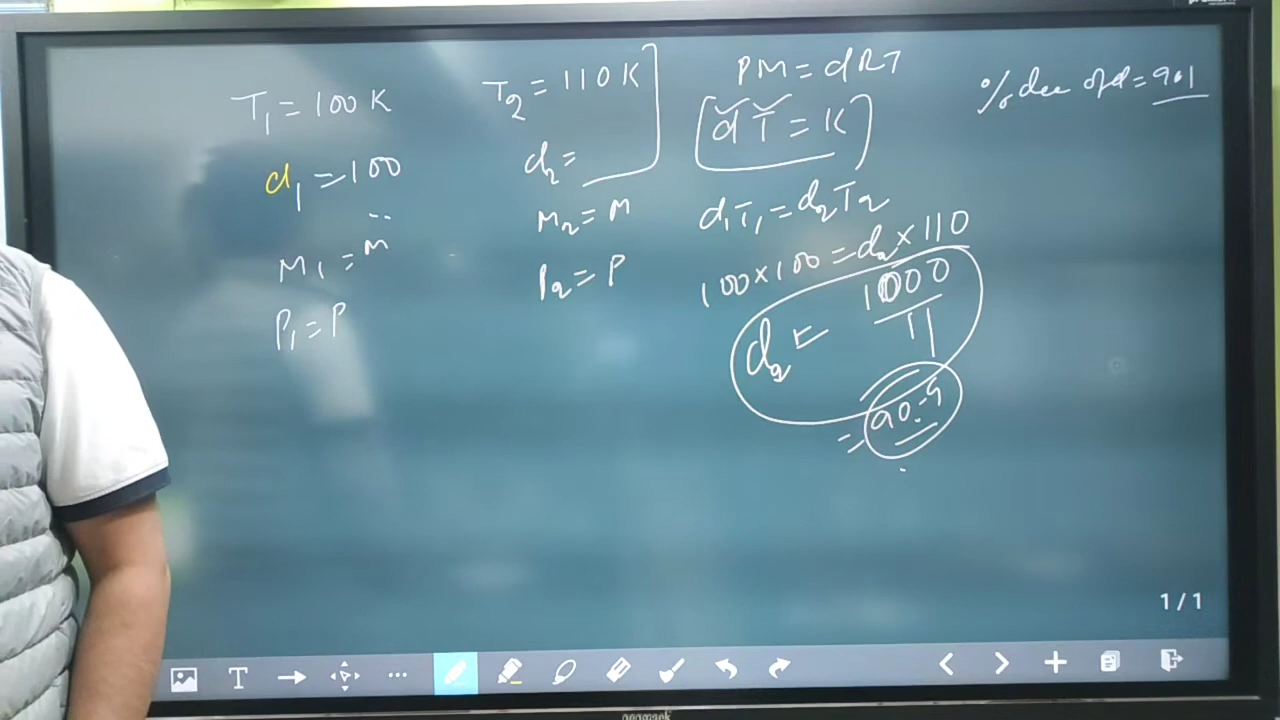 T₁ = 100 K
d₁ = 100
M₁ = m
P₁ = P
T₂ = 110 K
d₂ =
M₂ = M
P₂ = P
PM = dRT
[dT = K]
d₁T₁ = d₂T₂
100×100 = d₂×110
d₂ = 1000/11
= 90.9
% dec of d = 9.1
1/1
T